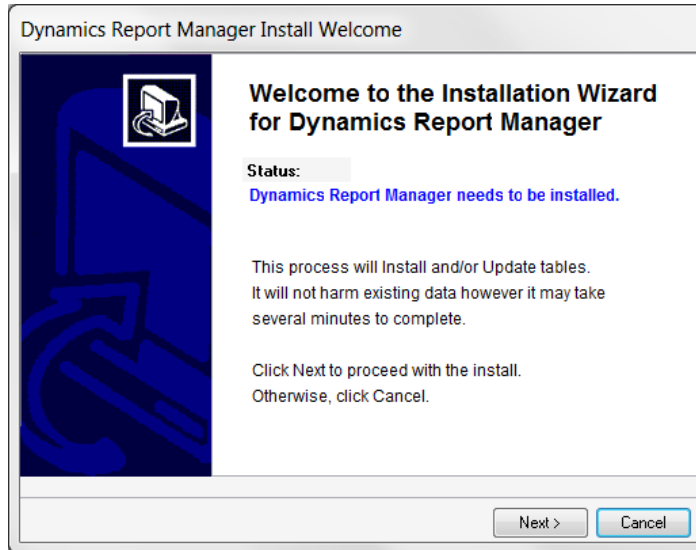 Dynamics Report Manager Install Welcome
Welcome to the Installation Wizard
for Dynamics Report Manager
Status:
Dynamics Report Manager needs to be installed.
This process will Install and/or Update tables.
It will not harm existing data however it may take
several minutes to complete.
Click Next to proceed with the install.
Otherwise, click Cancel.
Next >
Cancel